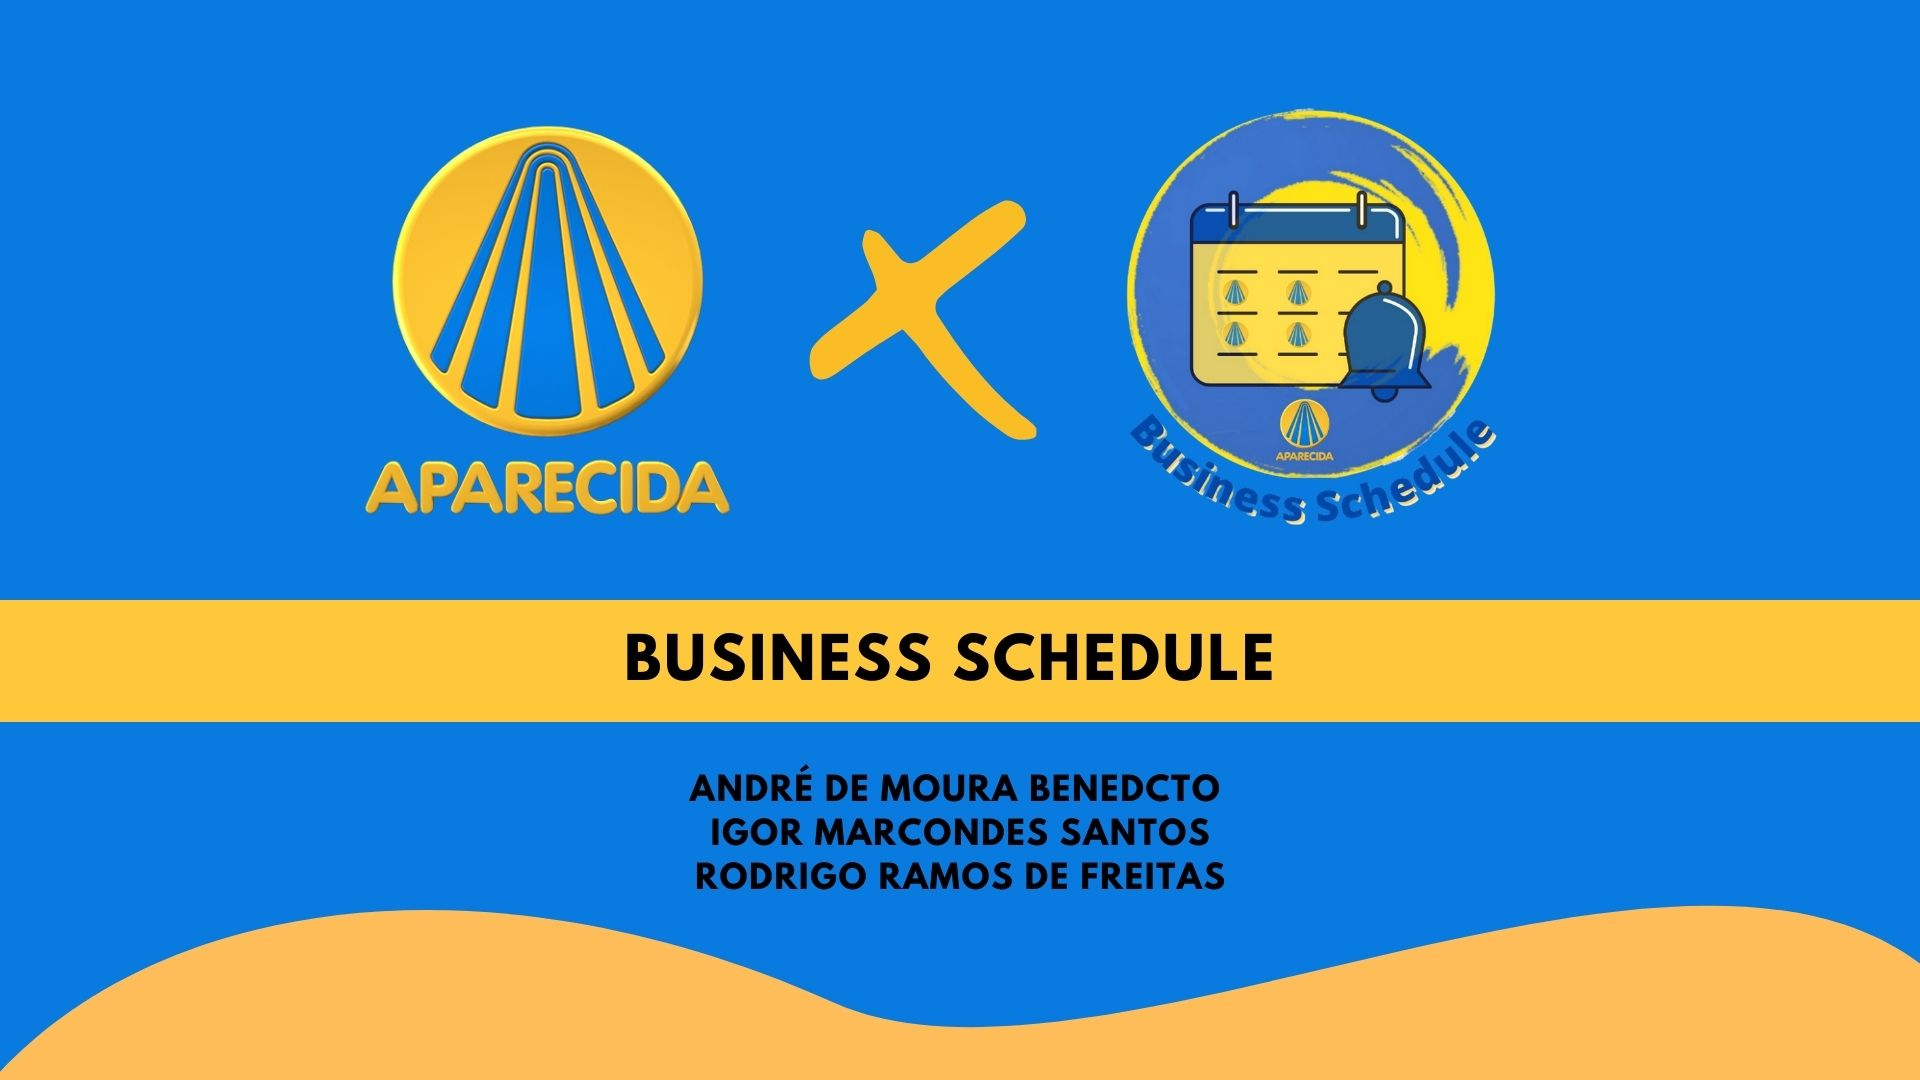 APARECIDA
APARECIDA
Business Schedule
BUSINESS SCHEDULE
ANDRÉ DE MOURA BENEDCTO
IGOR MARCONDES SANTOS
RODRIGO RAMOS DE FREITAS